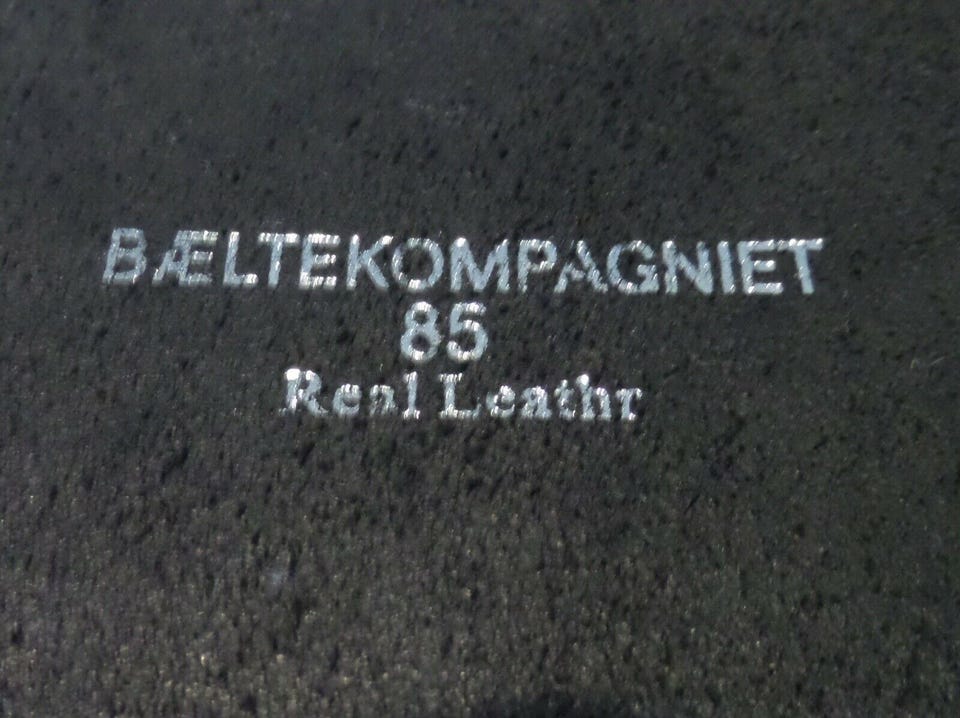 BÆLTEKOMPAGNIET
85
Real Leathr